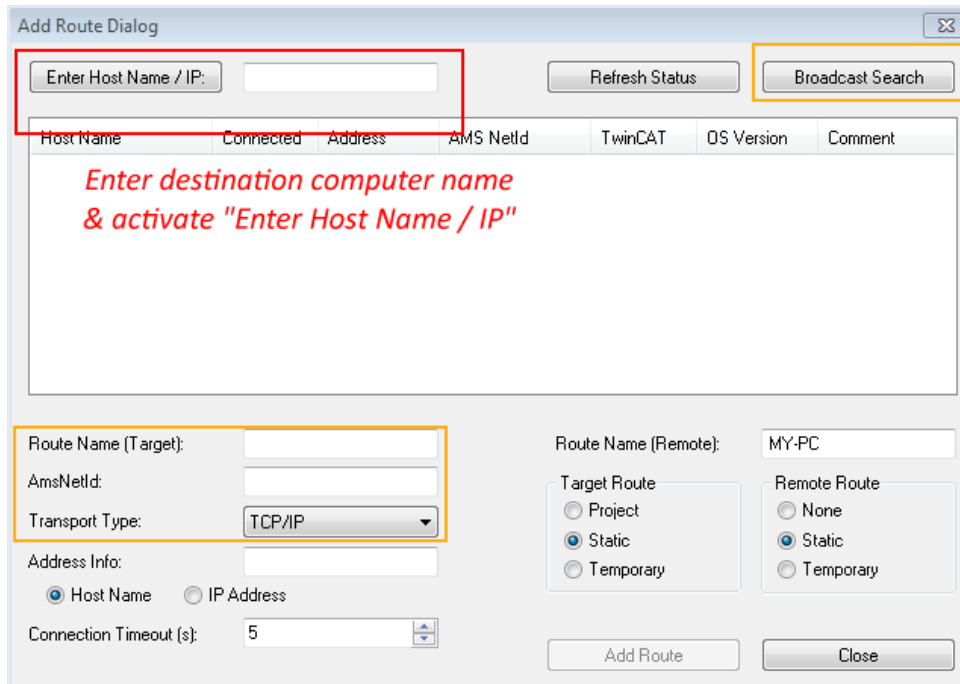 Add Route Dialog
Enter Host Name / IP:
Refresh Status
Broadcast Search
Host Name Connected Address AMS NetId TwinCAT OS Version Comment
Enter destination computer name
& activate "Enter Host Name / IP"
Route Name (Target):
Route Name (Remote): MY-PC
AmsNetId:
Target Route
Remote Route
Transport Type: TCP/IP
Project
None
Static
Static
Address Info:
Temporary
Temporary
Host Name
IP Address
Connection Timeout (s): 5
Add Route
Close